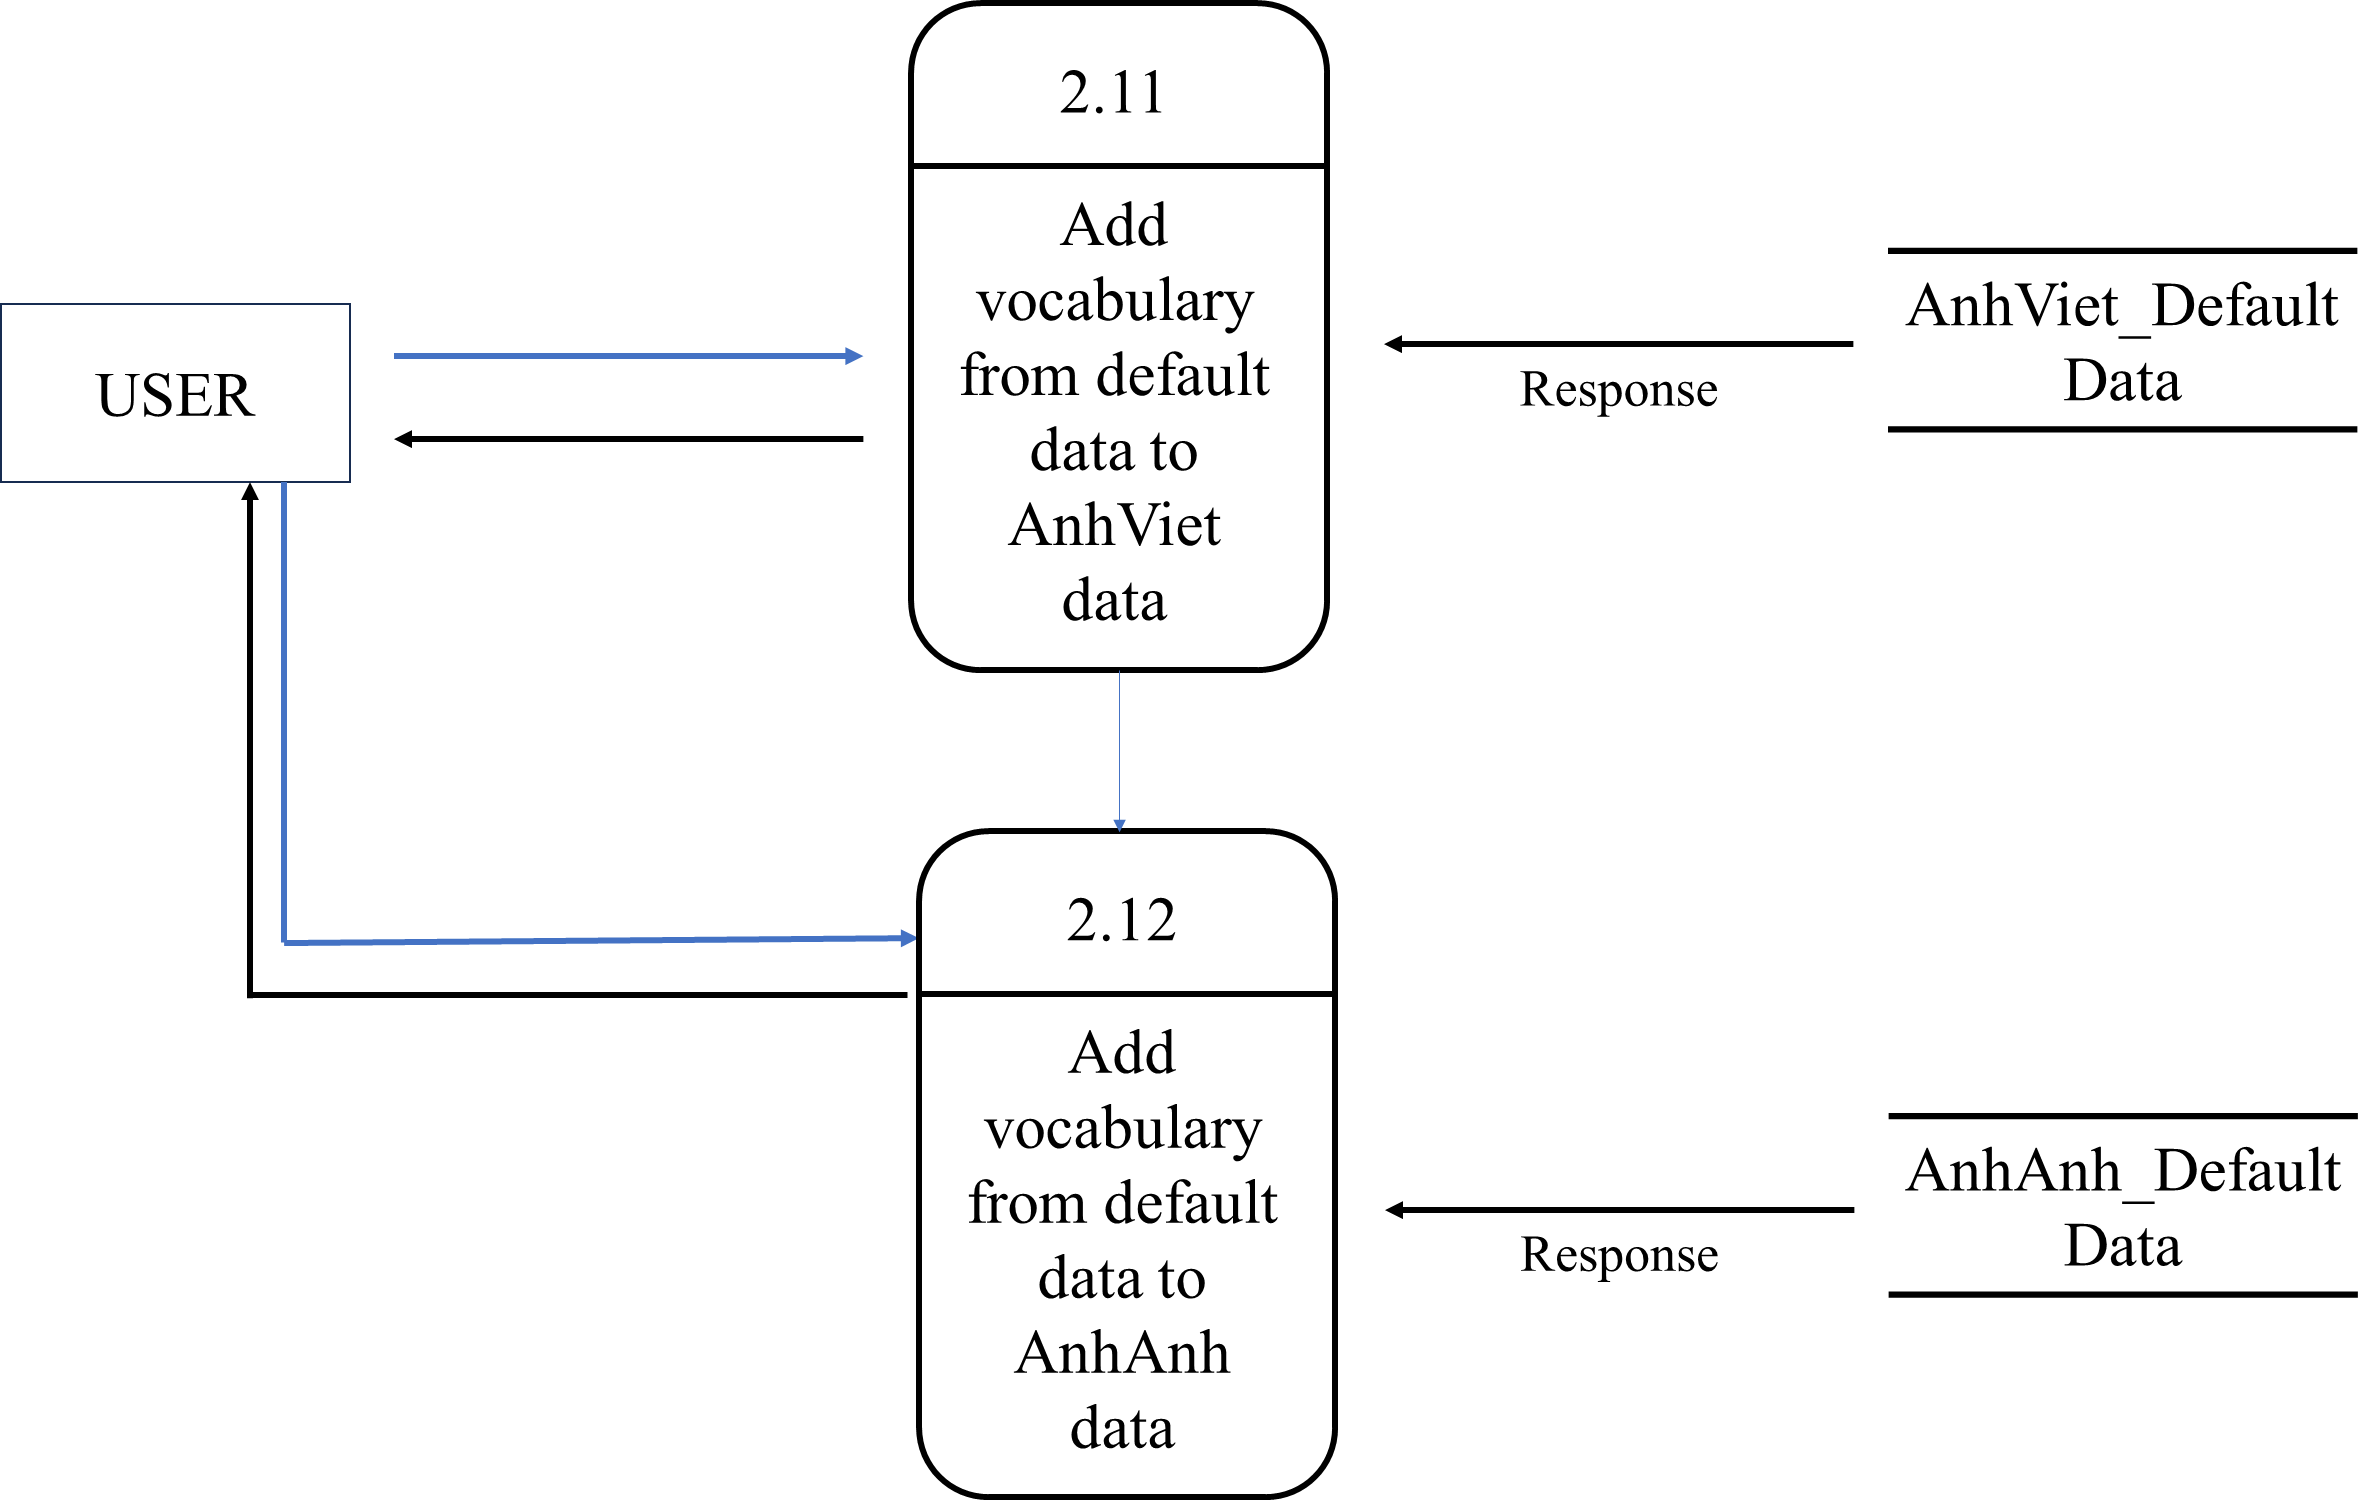 2.11
Add
vocabulary
from default
data to
AnhViet
data
USER
Response
AnhViet_Default
Data
2.12
Add
vocabulary
from default
data to
AnhAnh
data
Response
AnhAnh_Default
Data